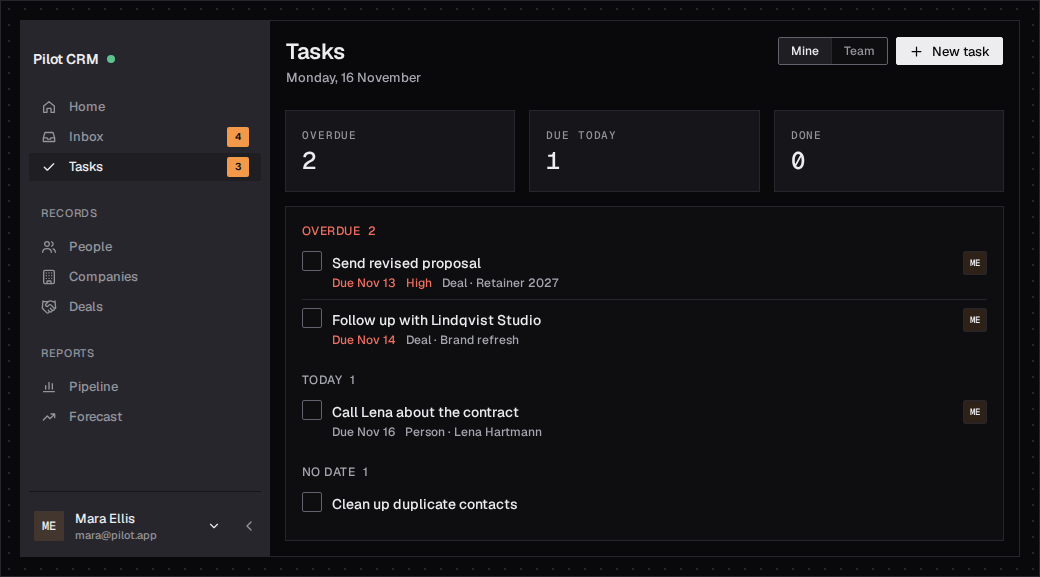 Pilot CRM
Home
Inbox 4
Tasks 3
RECORDS
People
Companies
Deals
REPORTS
Pipeline
Forecast
ME Mara Ellis
mara@pilot.app
Tasks
Monday, 16 November
Mine Team + New task
OVERDUE
2
DUE TODAY
1
DONE
0
OVERDUE 2
Send revised proposal ME
Due Nov 13 High Deal · Retainer 2027
Follow up with Lindqvist Studio ME
Due Nov 14 Deal · Brand refresh
TODAY 1
Call Lena about the contract ME
Due Nov 16 Person · Lena Hartmann
NO DATE 1
Clean up duplicate contacts